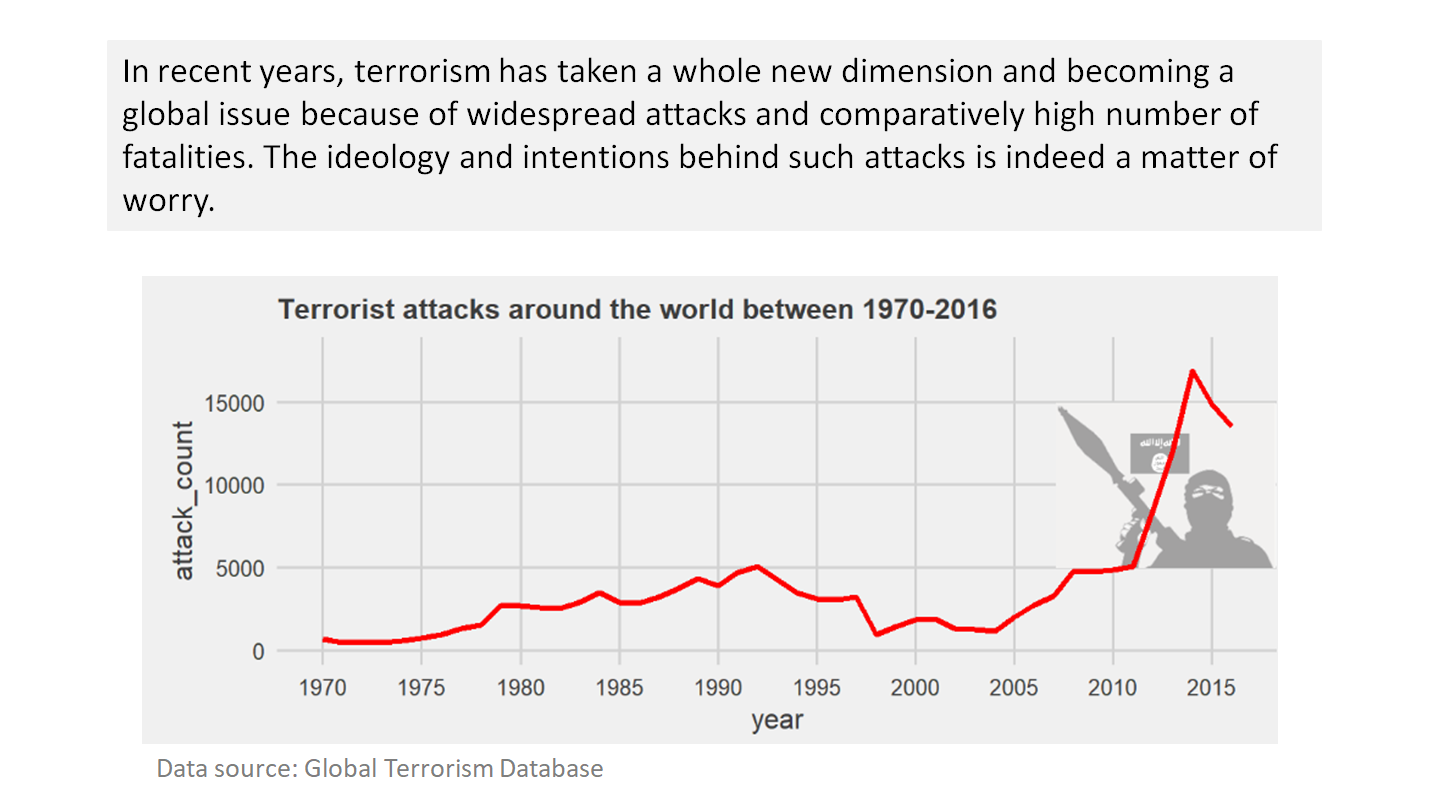 In recent years, terrorism has taken a whole new dimension and becoming a
global issue because of widespread attacks and comparatively high number of
fatalities. The ideology and intentions behind such attacks is indeed a matter of
worry.
Terrorist attacks around the world between 1970-2016
attack_count
15000
10000
5000
0
1970 1975 1980 1985 1990 1995 2000 2005 2010 2015
year
Data source: Global Terrorism Database